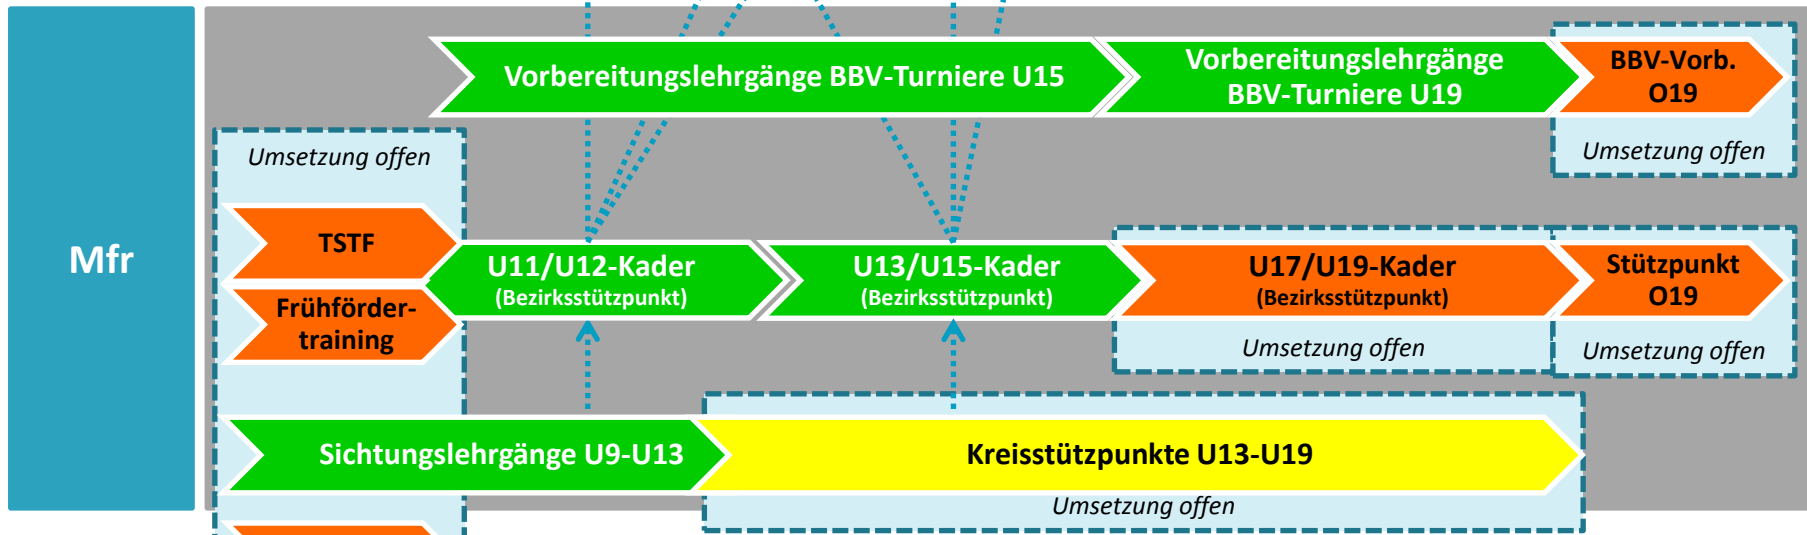 Mfr
Vorbereitungslehrgänge BBV-Turniere U15
Vorbereitungslehrgänge
BBV-Turniere U19
BBV-Vorb.
O19
Umsetzung offen
Umsetzung offen
TSTF
Frühförder-
training
U11/U12-Kader
(Bezirksstützpunkt)
U13/U15-Kader
(Bezirksstützpunkt)
U17/U19-Kader
(Bezirksstützpunkt)
Stützpunkt
O19
Umsetzung offen
Umsetzung offen
Sichtungslehrgänge U9-U13
Kreisstützpunkte U13-U19
Umsetzung offen